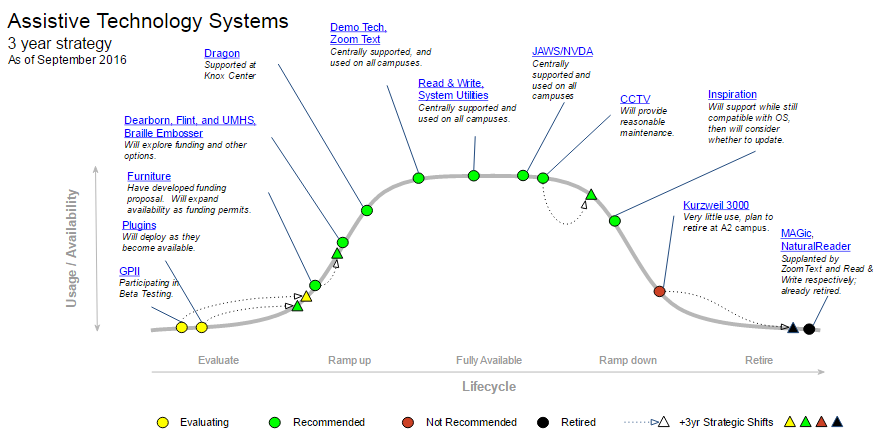 Assistive Technology Systems
3 year strategy
As of September 2016
Demo Tech,
Zoom Text
Centrally supported, and
used on all campuses.
Dragon
Supported at
Knox Center
JAWS/NVDA
Centrally
supported and
used on all
campuses
Read & Write,
System Utilities
Centrally supported and
used on all campuses.
CCTV
Will provide
reasonable
maintenance.
Inspiration
Will support while still
compatible with OS,
then will consider
whether to update.
Dearborn, Flint, and UMHS,
Braille Embosser
Will explore funding and other
options.
Furniture
Have developed funding
proposal. Will expand
availability as funding permits.
Plugins
Will deploy as they
become available.
GPII
Participating in
Beta Testing.
Kurzweil 3000
Very little use, plan to
retire at A2 campus.
MAGic,
NaturalReader
Supplanted by
ZoomText and Read &
Write respectively;
already retired.
Usage / Availability
Evaluate
Ramp up
Fully Available
Ramp down
Retire
Lifecycle
Evaluating
Recommended
Not Recommended
Retired
+3yr Strategic Shifts